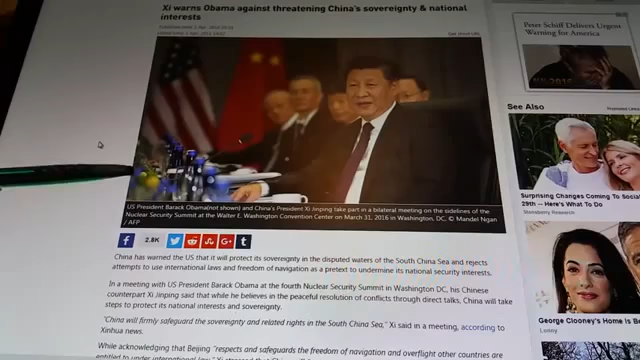 Xi warns Obama against threatening China's sovereignty & national
interests
Get short URL
US President Barack Obama(not shown) and China's President Xi Jinping take part in a bilateral meeting on the sidelines of the
Nuclear Security Summit at the Walter E. Washington Convention Center on March 31, 2016 in Washington, DC. © Mandel Ngan
/ AFP
2.8K
China has warned the US that it will protect its sovereignty in the disputed waters of the South China Sea and rejects
attempts to use international laws and freedom of navigation as a pretext to undermine its national security interests.
In a meeting with US President Barack Obama at the fourth Nuclear Security Summit in Washington DC, his Chinese
counterpart Xi Jinping said that while he believes in the peaceful resolution of conflicts through direct talks, China will take
steps to protect its national interests and sovereignty.
"China will firmly safeguard the sovereignty and related rights in the South China Sea," Xi said in a meeting, according to
Xinhua news.
While acknowledging that Beijing "respects and safeguards the freedom of navigation and overflight other countries are
entitled to under international law," Xi
Peter Schiff Delivers Urgent
Warning for America
See Also
Surprising Changes Coming To Social
29th – Here's What To Do
Stansberry Research
George Clooney's Home Is